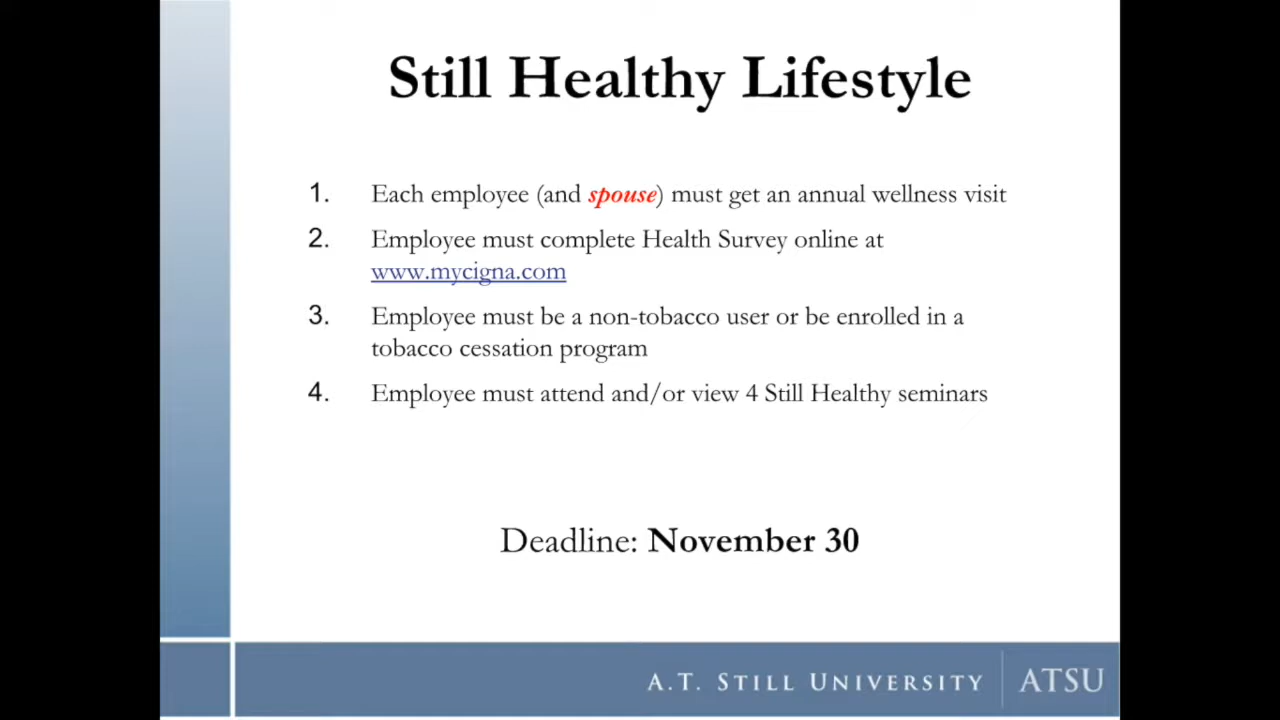 Still Healthy Lifestyle
1. Each employee (and spouse) must get an annual wellness visit
2. Employee must complete Health Survey online at
www.mycigna.com
3. Employee must be a non-tobacco user or be enrolled in a
tobacco cessation program
4. Employee must attend and/or view 4 Still Healthy seminars
Deadline: November 30
A.T. STILL UNIVERSITY ATSU